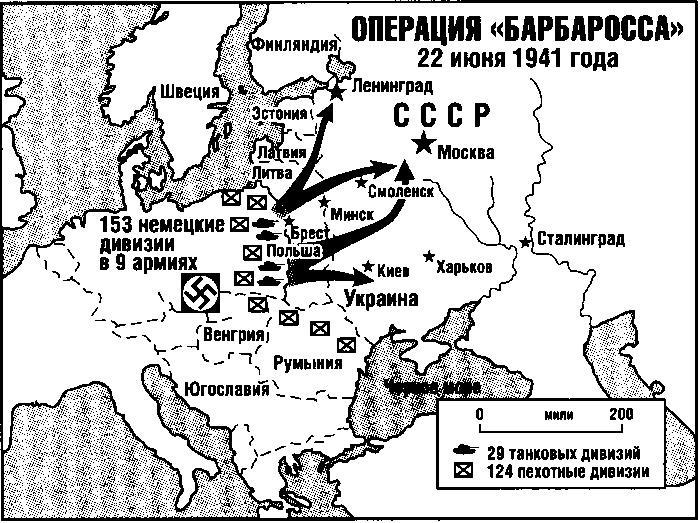 ОПЕРАЦИЯ «БАРБАРОССА»
22 июня 1941 года
Финляндия
Швеция
Ленинград
Эстония
СССР
Москва
Латвия
Литва
Смоленск
Минск
153 немецкие
дивизии
в 9 армиях
Брест
Польша
Сталинград
Киев
Харьков
Украина
Венгрия
Румыния
Югославия
Черное море
0 мили 200
29 танковых дивизий
124 пехотные дивизии